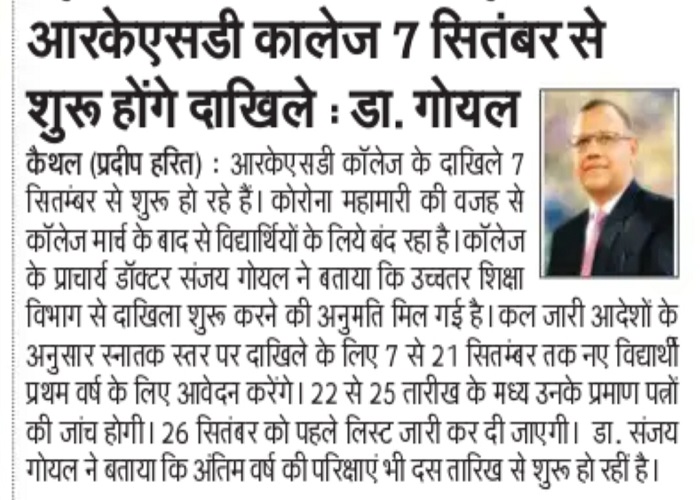 आरकेएसडी कालेज 7 सितंबर से
शुरू होंगे दाखिले : डा. गोयल
कैथल (प्रदीप हरित) : आरकेएसडी कॉलेज के दाखिले 7
सितम्बर से शुरू हो रहे हैं। कोरोना महामारी की वजह से
कॉलेज मार्च के बाद से विद्यार्थियों के लिये बंद रहा है। कॉलेज
के प्राचार्य डॉक्टर संजय गोयल ने बताया कि उच्चतर शिक्षा
विभाग से दाखिला शुरू करने की अनुमति मिल गई है। कल जारी आदेशों के
अनुसार स्नातक स्तर पर दाखिले के लिए 7 से 21 सितम्बर तक नए विद्यार्थी
प्रथम वर्ष के लिए आवेदन करेंगे। 22 से 25 तारीख के मध्य उनके प्रमाण पत्रों
की जांच होगी। 26 सितंबर को पहले लिस्ट जारी कर दी जाएगी। डा. संजय
गोयल ने बताया कि अंतिम वर्ष की परिक्षाएं भी दस तारिख से शुरू हो रहीं है।